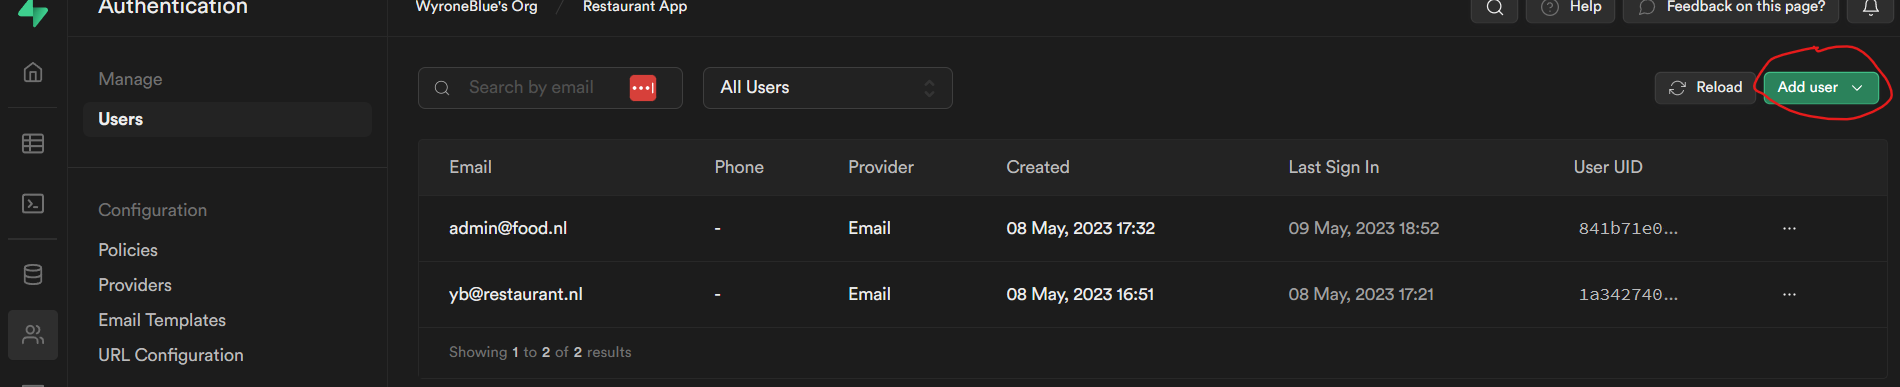 Authentication
WyroneBlue's Org / Restaurant App
Help
Feedback on this page?
Manage
Users
Configuration
Policies
Providers
Email Templates
URL Configuration
Search by email
All Users
Reload
Add user
Email Phone Provider Created Last Sign In User UID
admin@food.nl - Email 08 May, 2023 17:32 09 May, 2023 18:52 841b71e0... ...
yb@restaurant.nl - Email 08 May, 2023 16:51 08 May, 2023 17:21 1a342740... ...
Showing 1 to 2 of 2 results